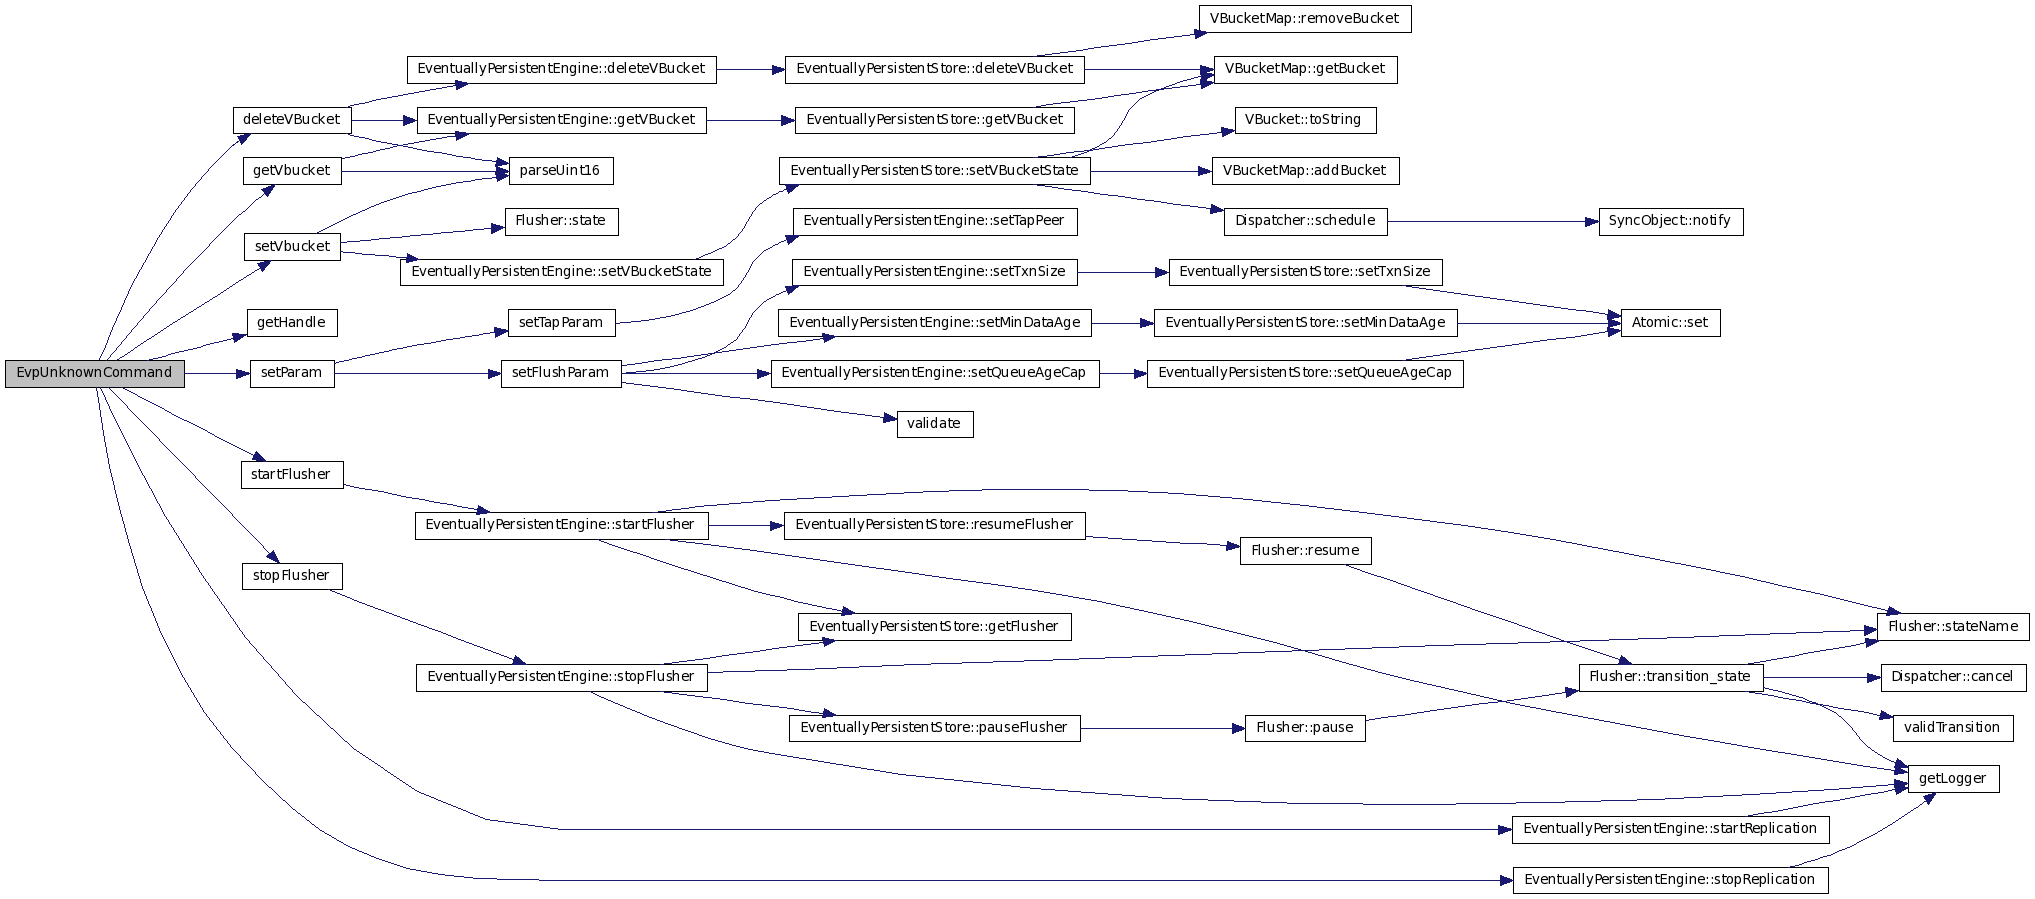 VBucketMap::removeBucket
EventuallyPersistentEngine::deleteVBucket
EventuallyPersistentStore::deleteVBucket
VBucketMap::getBucket
deleteVBucket
EventuallyPersistentEngine::getVBucket
EventuallyPersistentStore::getVBucket
VBucket::toString
getVbucket
parseUint16
EventuallyPersistentStore::setVBucketState
VBucketMap::addBucket
Flusher::state
EventuallyPersistentEngine::setTapPeer
Dispatcher::schedule
SyncObject::notify
setVbucket
EventuallyPersistentEngine::setVBucketState
EventuallyPersistentEngine::setTxnSize
EventuallyPersistentStore::setTxnSize
getHandle
setTapParam
EventuallyPersistentEngine::setMinDataAge
EventuallyPersistentStore::setMinDataAge
Atomic::set
EvpUnknownCommand
setParam
setFlushParam
EventuallyPersistentEngine::setQueueAgeCap
EventuallyPersistentStore::setQueueAgeCap
validate
startFlusher
EventuallyPersistentEngine::startFlusher
EventuallyPersistentStore::resumeFlusher
Flusher::resume
stopFlusher
EventuallyPersistentStore::getFlusher
Flusher::stateName
EventuallyPersistentEngine::stopFlusher
Flusher::transition_state
Dispatcher::cancel
EventuallyPersistentStore::pauseFlusher
Flusher::pause
validTransition
getLogger
EventuallyPersistentEngine::startReplication
EventuallyPersistentEngine::stopReplication